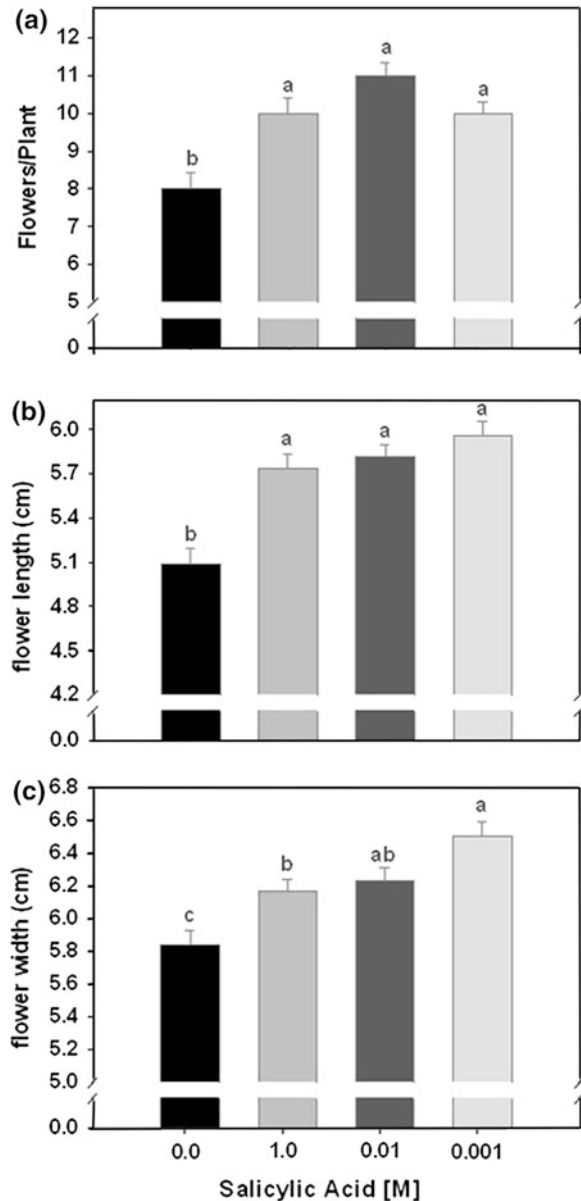 (a)
12
11
10
9
8
7
6
5
0
Flowers/Plant
b
a
a
a
(b)
6.0
5.7
5.4
5.1
4.8
4.5
4.2
0.0
flower length (cm)
b
a
a
a
(c)
6.8
6.6
6.4
6.2
6.0
5.8
5.6
5.4
5.2
5.0
0.0
flower width (cm)
c
b
ab
a
0.0 1.0 0.01 0.001
Salicylic Acid [M]